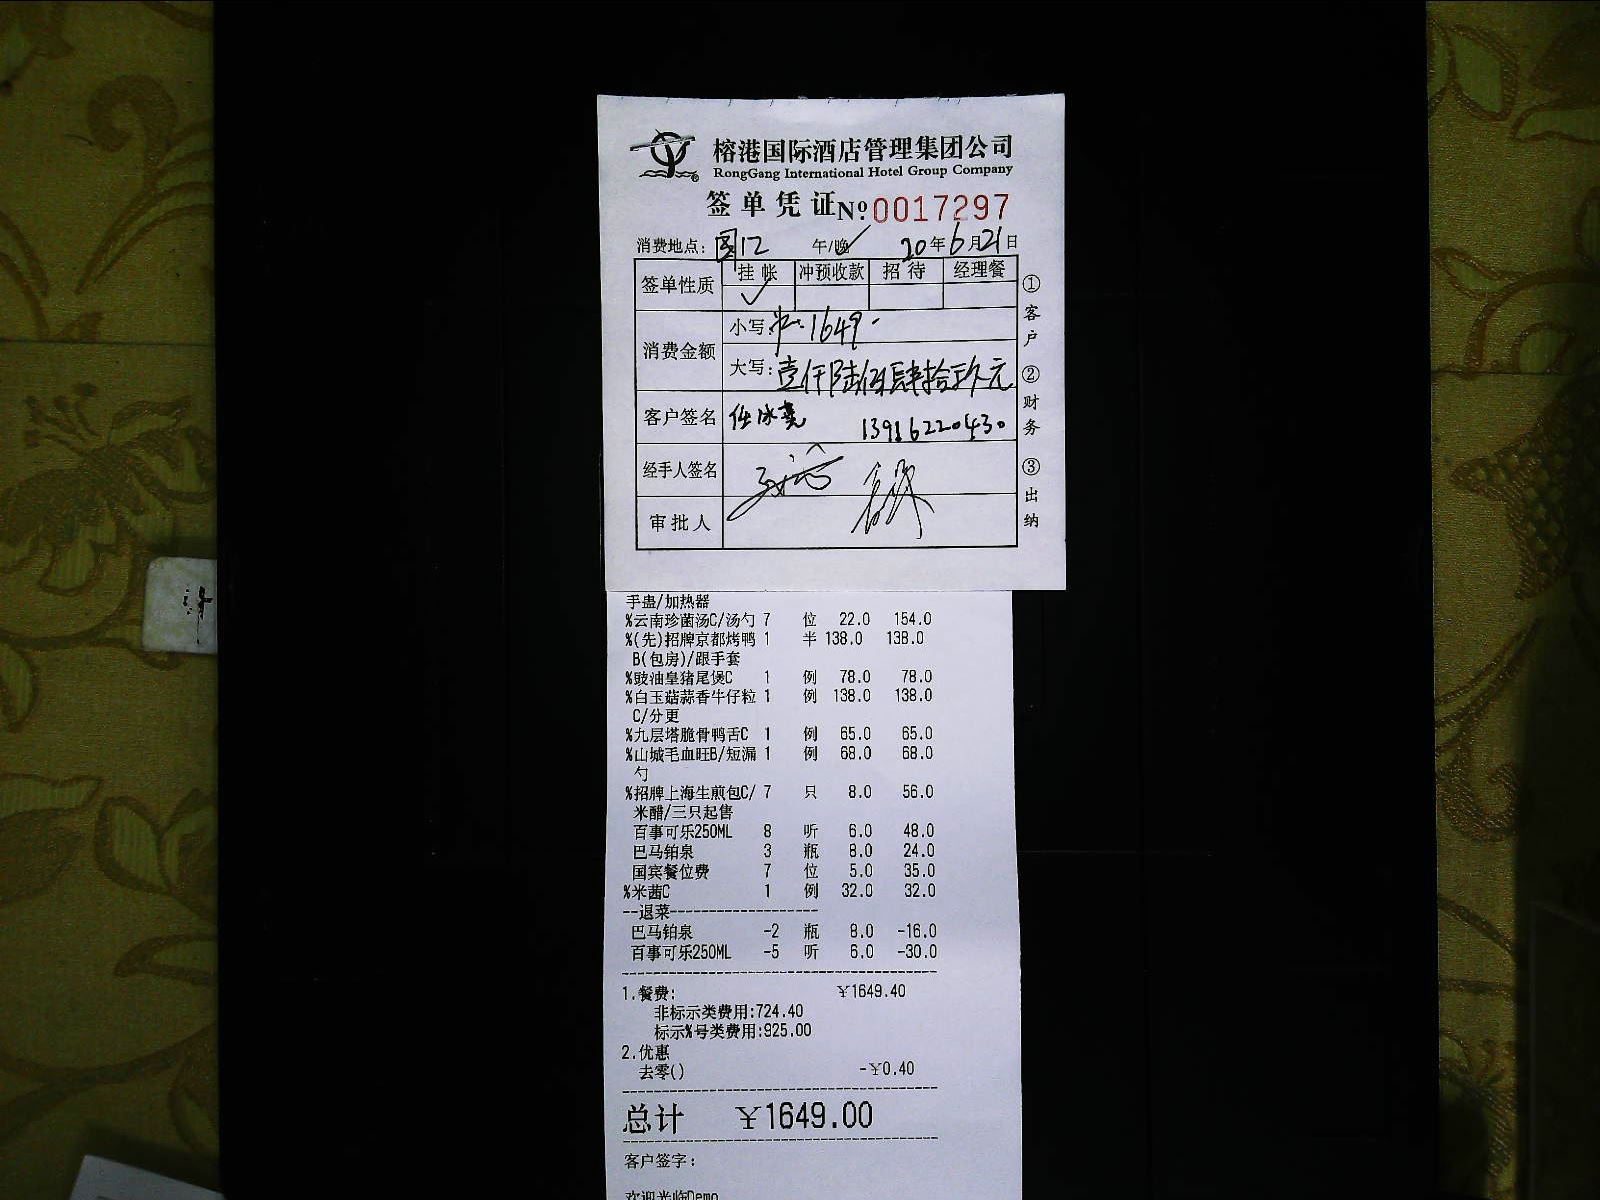 榕港国际酒店管理集团公司
RongGang International Hotel Group Company
签单凭证 №0017297
消费地点: 国12 午/晚✓ 20年6月21日
签单性质 挂帐 冲预收款 招待 经理餐
✓
消费金额
小写: 1649.-
大写: 壹仟陆佰肆拾玖元
客户签名 13916220430
经手人签名
审批人
①客户 ②财务 ③出纳
手蛊/加热器
%云南珍菌汤C/汤勺 7 位 22.0 154.0
%(先)招牌京都烤鸭 1 半 138.0 138.0
B(包房)/跟手套
%豉油皇猪尾煲C 1 例 78.0 78.0
%白玉菇蒜香牛仔粒 1 例 138.0 138.0
C/分更
%九层塔脆骨鸭舌C 1 例 65.0 65.0
%山城毛血旺B/短漏 1 例 68.0 68.0
勺
%招牌上海生煎包C/ 7 只 8.0 56.0
米醋/三只起售
百事可乐250ML 8 听 6.0 48.0
巴马铂泉 3 瓶 8.0 24.0
国宾餐位费 7 位 5.0 35.0
%米茜C 1 例 32.0 32.0
--退菜-------------------
巴马铂泉 -2 瓶 8.0 -16.0
百事可乐250ML -5 听 6.0 -30.0
1.餐费: ￥1649.40
非标示类费用:724.40
标示%号类费用:925.00
2.优惠
去零() -￥0.40
总计 ￥1649.00
客户签字:
欢迎光临Demo